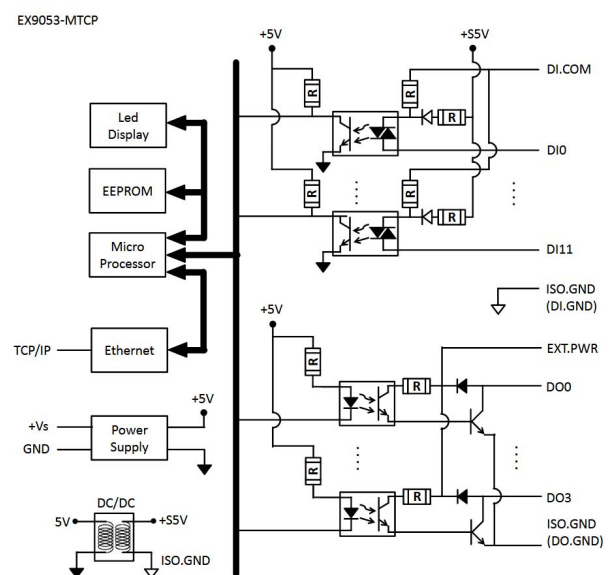 EX9053-MTCP
+5V
+S5V
R
R
R
DI.COM
Led
Display
DI0
EEPROM
R
R
R
Micro
Processor
DI11
ISO.GND
(DI.GND)
+5V
TCP/IP
Ethernet
R
EXT.PWR
R
DO0
+5V
+Vs
GND
Power
Supply
R
DC/DC
5V
+S5V
ISO.GND
R
DO3
ISO.GND
(DO.GND)